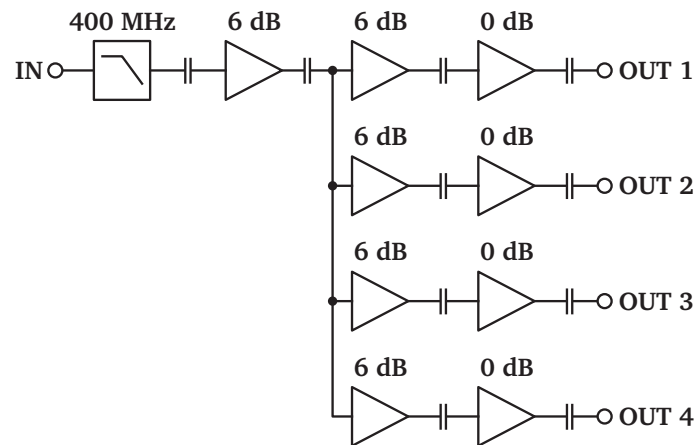 400 MHz 6 dB 6 dB 0 dB
IN OUT 1
6 dB 0 dB
OUT 2
6 dB 0 dB
OUT 3
6 dB 0 dB
OUT 4